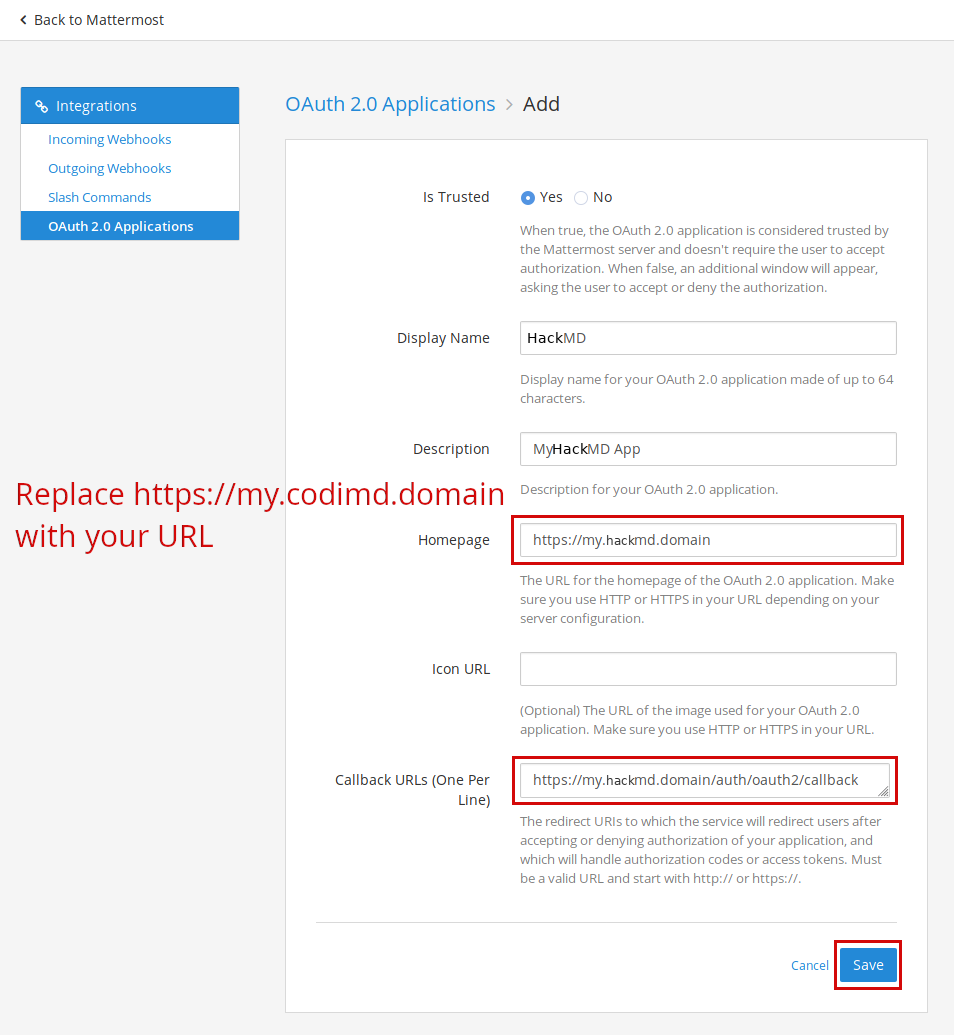 Back to Mattermost
Integrations
Incoming Webhooks
Outgoing Webhooks
Slash Commands
OAuth 2.0 Applications
OAuth 2.0 Applications > Add
Is Trusted
Yes No
When true, the OAuth 2.0 application is considered trusted by
the Mattermost server and doesn't require the user to accept
authorization. When false, an additional window will appear,
asking the user to accept or deny the authorization.
Display Name
HackMD
Display name for your OAuth 2.0 application made of up to 64
characters.
Description
MyHackMD App
Description for your OAuth 2.0 application.
Replace https://my.codimd.domain
with your URL
Homepage
https://my.hackmd.domain
The URL for the homepage of the OAuth 2.0 application. Make
sure you use HTTP or HTTPS in your URL depending on your
server configuration.
Icon URL
(Optional) The URL of the image used for your OAuth 2.0
application. Make sure you use HTTP or HTTPS in your URL.
Callback URLs (One Per
Line)
https://my.hackmd.domain/auth/oauth2/callback
The redirect URIs to which the service will redirect users after
accepting or denying authorization of your application, and
which will handle authorization codes or access tokens. Must
be a valid URL and start with http:// or https://.
Cancel
Save